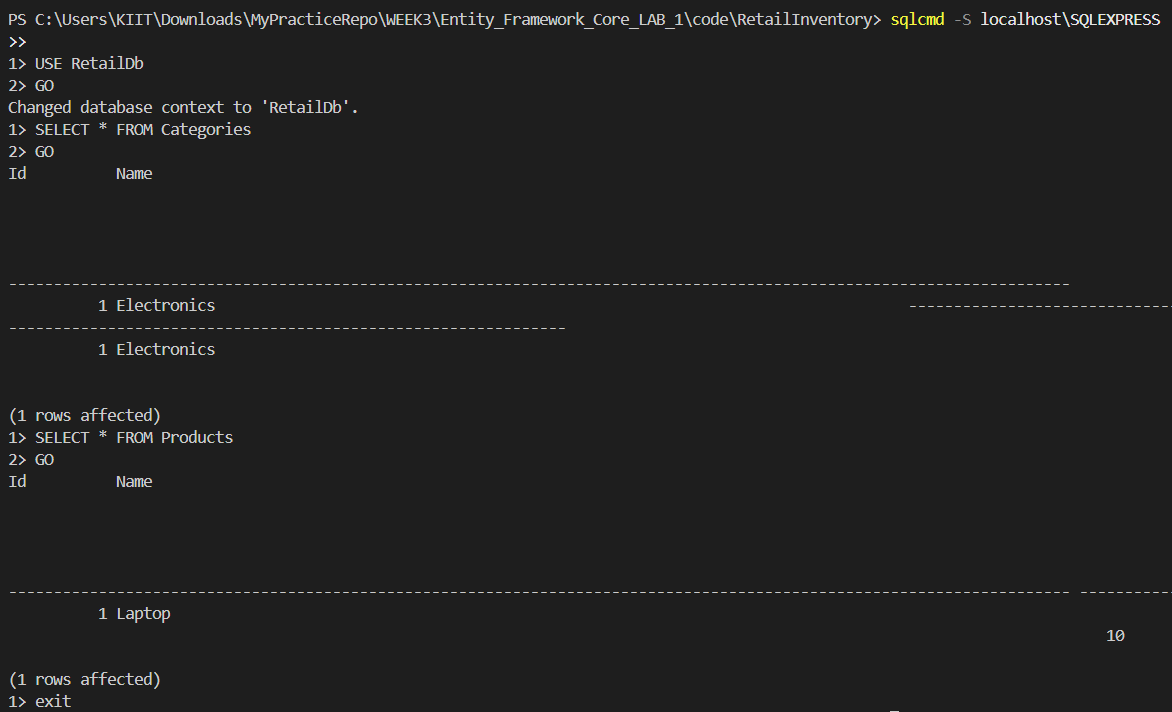 PS C:\Users\KIIT\Downloads\MyPracticeRepo\WEEK3\Entity_Framework_Core_LAB_1\code\RetailInventory> sqlcmd -S localhost\SQLEXPRESS
>>
1> USE RetailDb
2> GO
Changed database context to 'RetailDb'.
1> SELECT * FROM Categories
2> GO
Id          Name
----------------------------------------------------------------------------------------------------------------------
          1 Electronics                                                                             -----------------------------
--------------------------------------------------------------
          1 Electronics
(1 rows affected)
1> SELECT * FROM Products
2> GO
Id          Name
---------------------------------------------------------------------------------------------------------------------- ----------
          1 Laptop
                                                                                                                          10
(1 rows affected)
1> exit